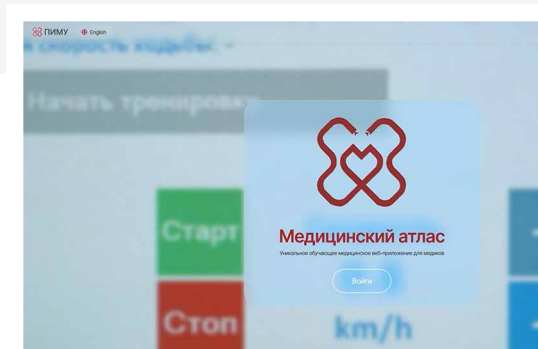 ПИМУ English
скорость ходьбы: -
Начать тренировку
Медицинский атлас
Уникальное обучающее медицинское веб-приложение для медиков
Старт
Войти
Стоп
km/h